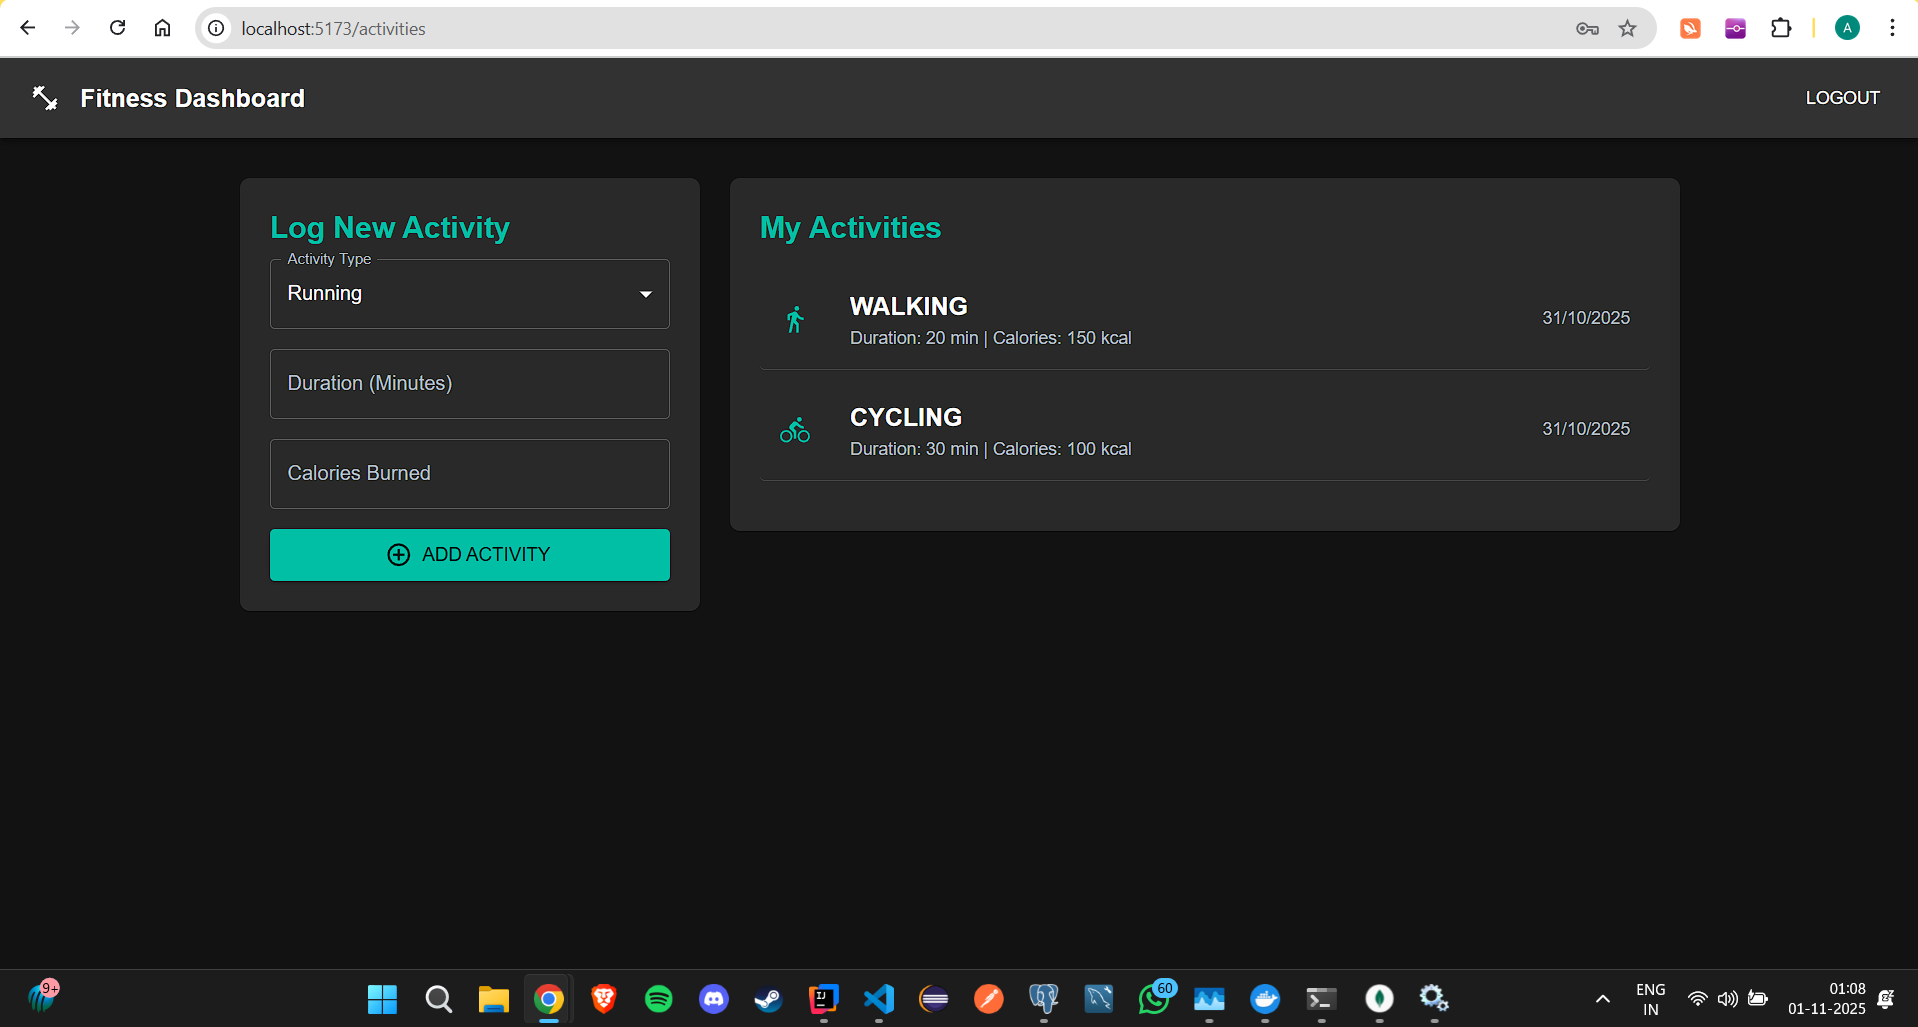 localhost:5173/activities
A
Fitness Dashboard
LOGOUT
Log New Activity
Activity Type
Running
Duration (Minutes)
Calories Burned
ADD ACTIVITY
My Activities
WALKING
Duration: 20 min | Calories: 150 kcal
31/10/2025
CYCLING
Duration: 30 min | Calories: 100 kcal
31/10/2025
9+
IJ
60
ENG
IN
01:08
01-11-2025